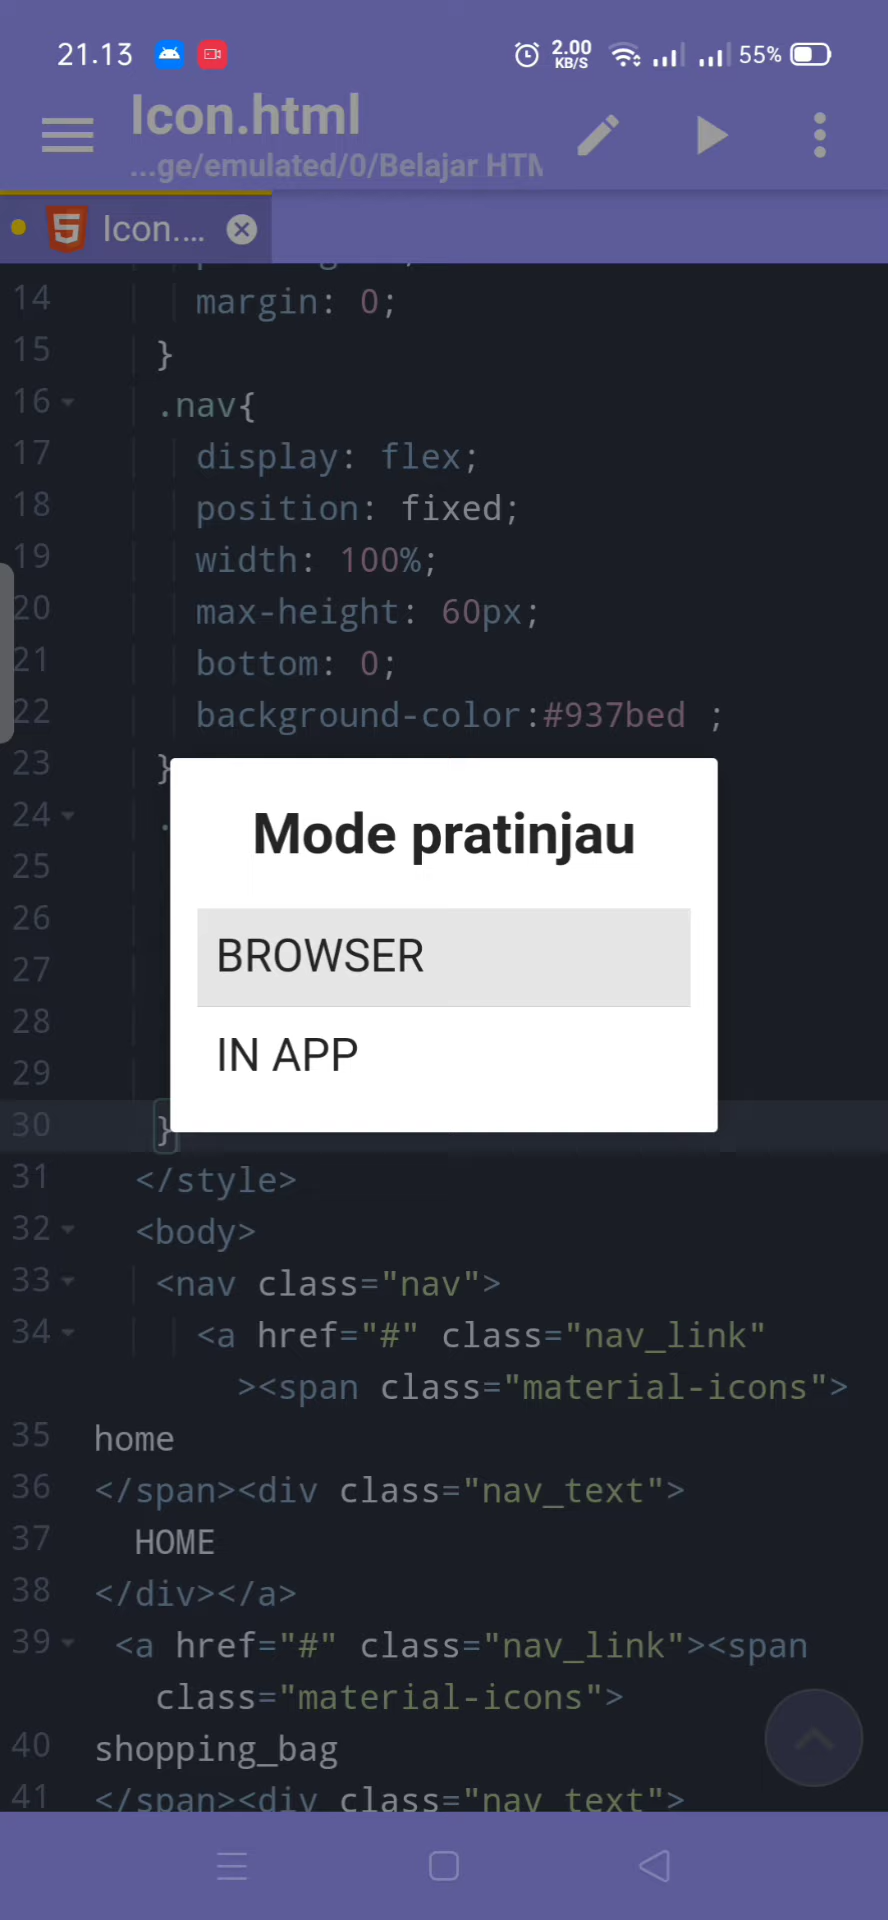 21.13
2.00
KB/S
55%
Icon.html
...ge/emulated/0/Belajar HTM
Icon....
14 margin: 0;
15 }
16 .nav{
17 display: flex;
18 position: fixed;
19 width: 100%;
20 max-height: 60px;
21 bottom: 0;
22 background-color:#937bed ;
23 }
24 .
25
26
27
28
29
30 }
Mode pratinjau
BROWSER
IN APP
31 </style>
32 <body>
33 <nav class="nav">
34 <a href="#" class="nav_link"
><span class="material-icons">
35 home
36 </span><div class="nav_text">
37 HOME
38 </div></a>
39 <a href="#" class="nav_link"><span
class="material-icons">
40 shopping_bag
41 </span><div class="nav_text">